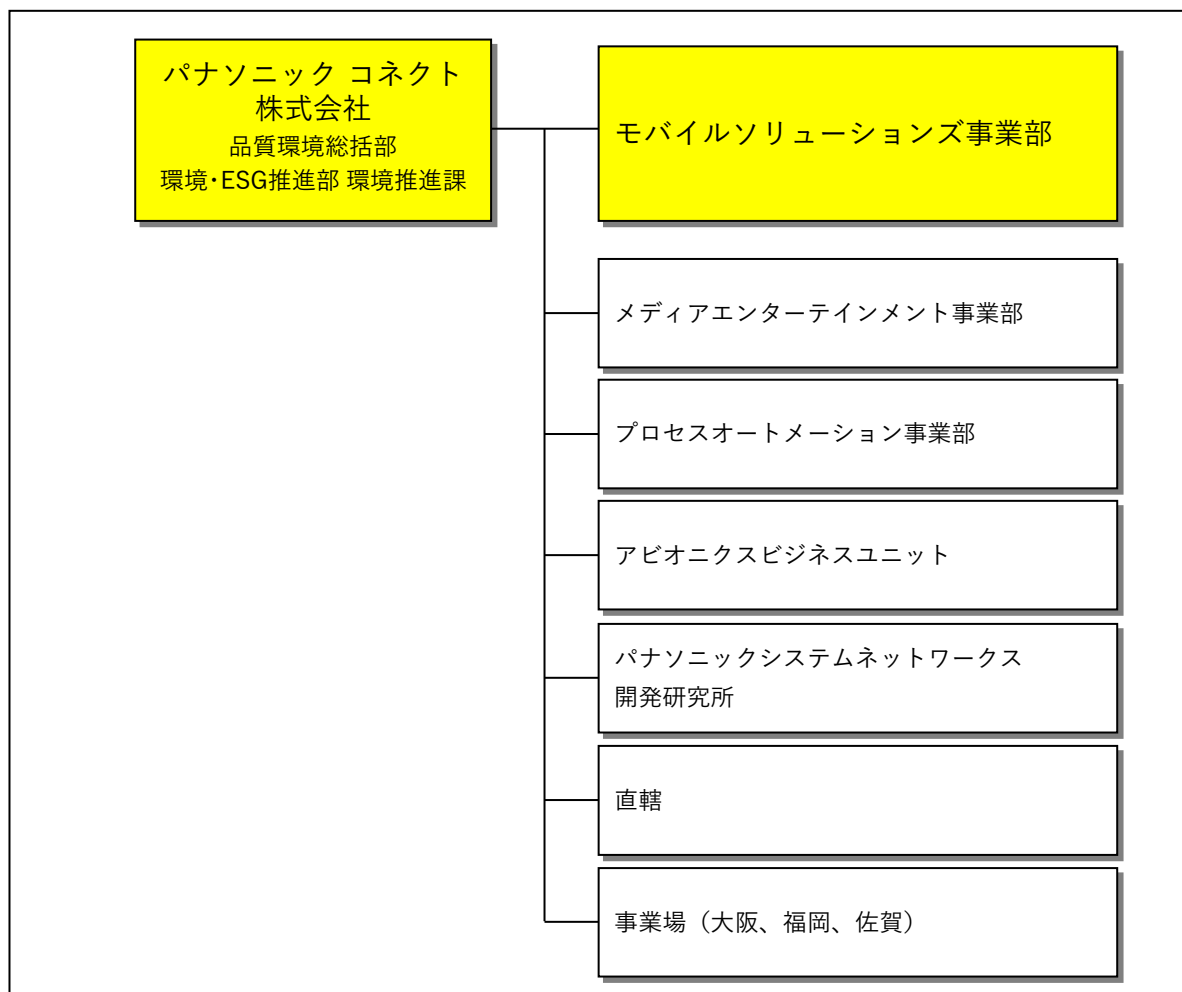 パナソニック コネクト
株式会社
品質環境総括部
環境・ESG推進部 環境推進課
モバイルソリューションズ事業部
メディアエンターテインメント事業部
プロセスオートメーション事業部
アビオニクスビジネスユニット
パナソニックシステムネットワークス
開発研究所
直轄
事業場（大阪、福岡、佐賀）